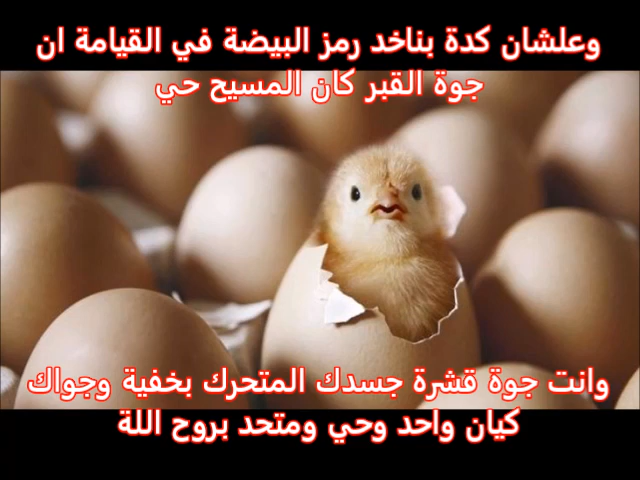 وعلشان كدة بناخد رمز البيضة في القيامة ان
جوة القبر كان المسيح حي
وانت جوة قشرة جسدك المتحرك بخفية وجواك
كيان واحد وحي ومتحد بروح اللة